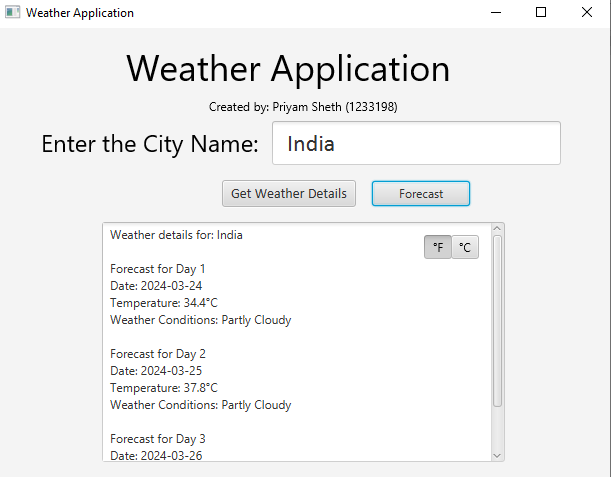 Weather Application
Weather Application
Created by: Priyam Sheth (1233198)
Enter the City Name: India
Get Weather Details Forecast
Weather details for: India
°F °C
Forecast for Day 1
Date: 2024-03-24
Temperature: 34.4°C
Weather Conditions: Partly Cloudy
Forecast for Day 2
Date: 2024-03-25
Temperature: 37.8°C
Weather Conditions: Partly Cloudy
Forecast for Day 3
Date: 2024-03-26